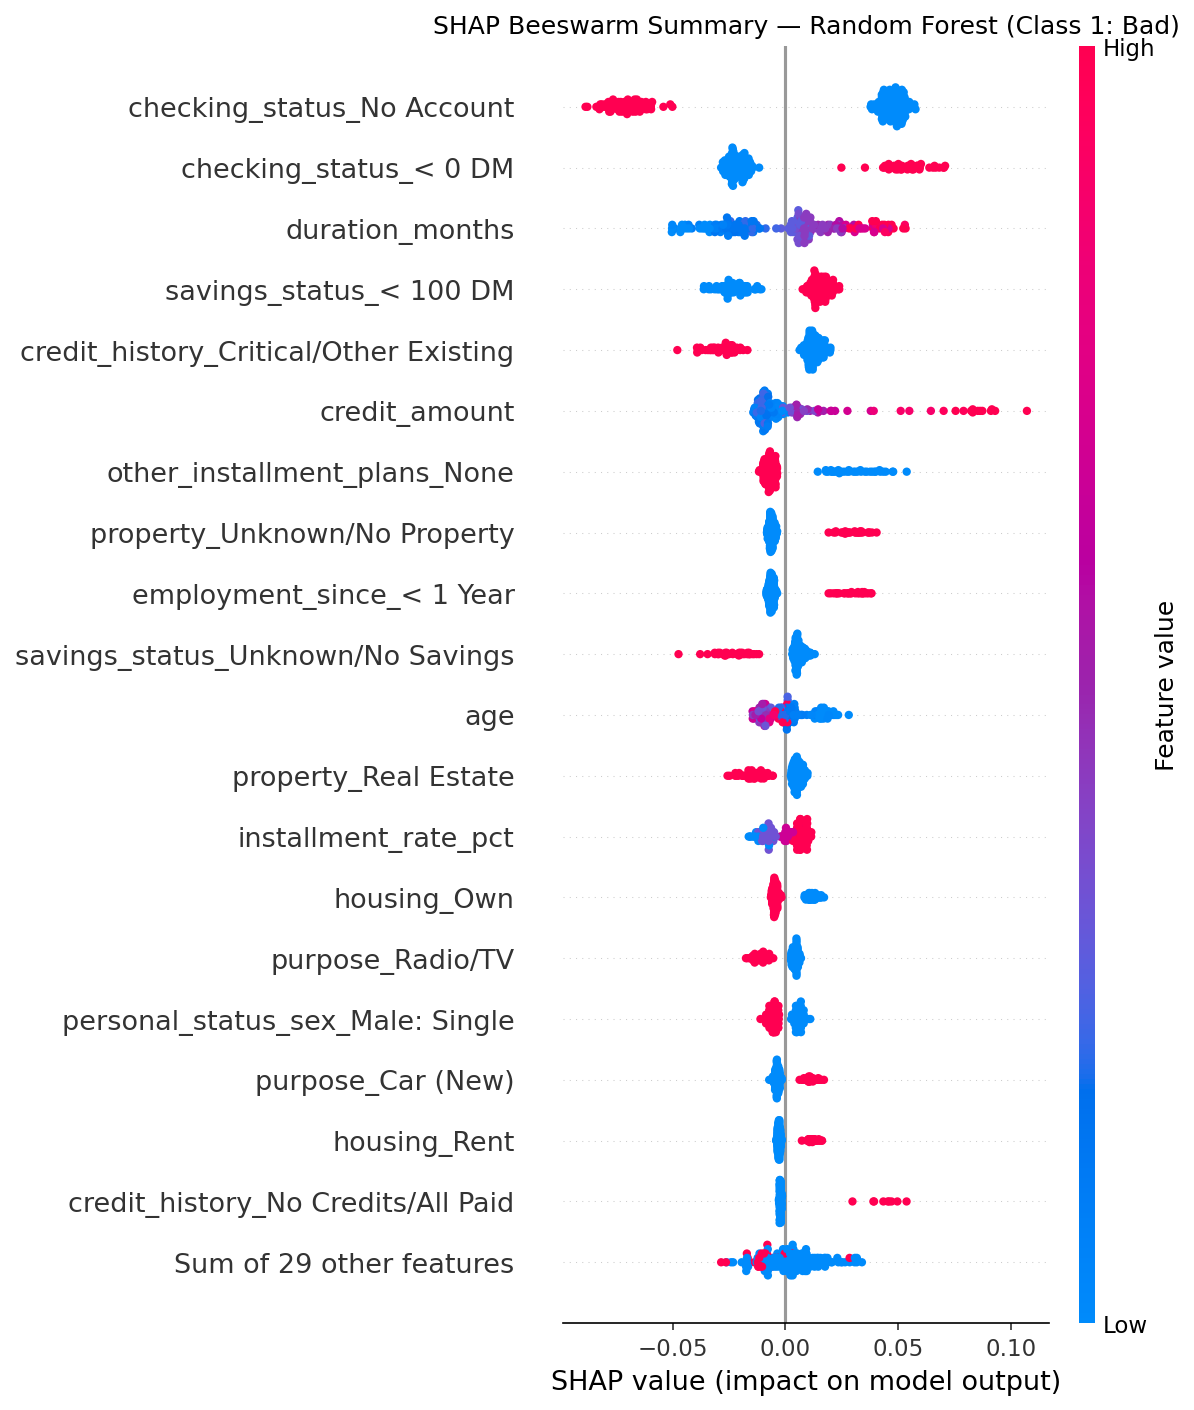 SHAP Beeswarm Summary — Random Forest (Class 1: Bad)
High
checking_status_No Account
checking_status_< 0 DM
duration_months
savings_status_< 100 DM
credit_history_Critical/Other Existing
credit_amount
other_installment_plans_None
property_Unknown/No Property
employment_since_< 1 Year
savings_status_Unknown/No Savings
age
property_Real Estate
installment_rate_pct
housing_Own
purpose_Radio/TV
personal_status_sex_Male: Single
purpose_Car (New)
housing_Rent
credit_history_No Credits/All Paid
Sum of 29 other features
Feature value
Low
−0.05 0.00 0.05 0.10
SHAP value (impact on model output)